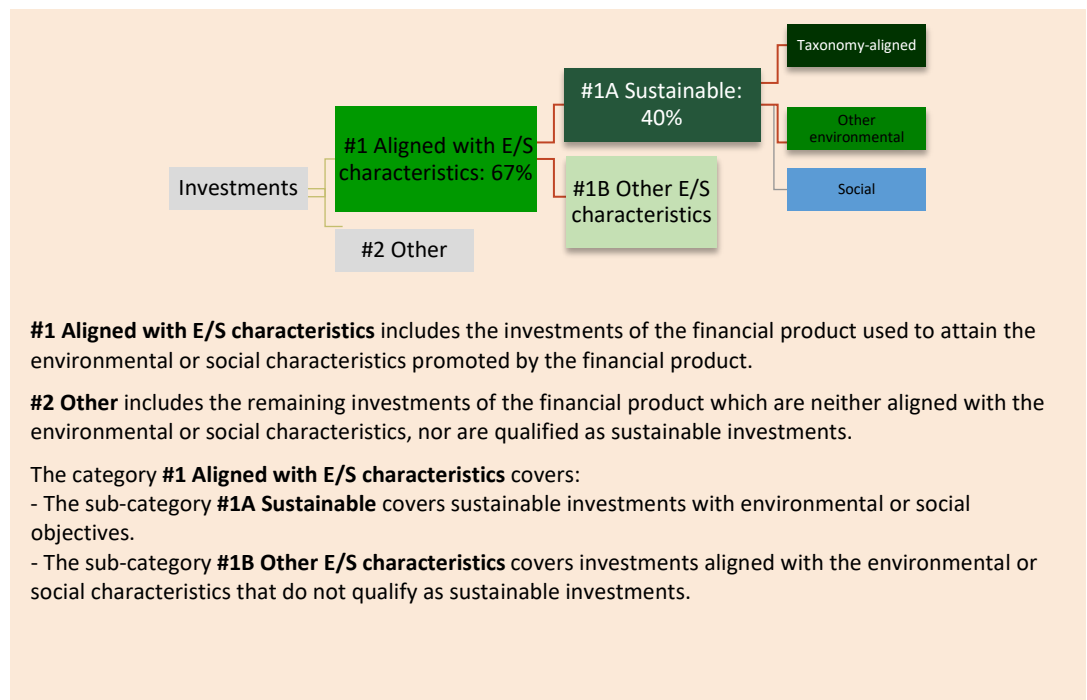 Investments
#1 Aligned with E/S
characteristics: 67%
#2 Other
#1A Sustainable:
40%
#1B Other E/S
characteristics
Taxonomy-aligned
Other
environmental
Social
#1 Aligned with E/S characteristics includes the investments of the financial product used to attain the
environmental or social characteristics promoted by the financial product.
#2 Other includes the remaining investments of the financial product which are neither aligned with the
environmental or social characteristics, nor are qualified as sustainable investments.
The category #1 Aligned with E/S characteristics covers:
- The sub-category #1A Sustainable covers sustainable investments with environmental or social
objectives.
- The sub-category #1B Other E/S characteristics covers investments aligned with the environmental or
social characteristics that do not qualify as sustainable investments.